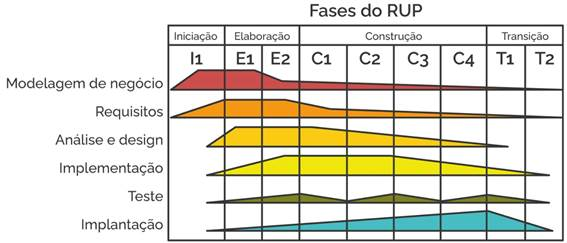 Fases do RUP
Iniciação Elaboração Construção Transição
I1 E1 E2 C1 C2 C3 C4 T1 T2
Modelagem de negócio
Requisitos
Análise e design
Implementação
Teste
Implantação